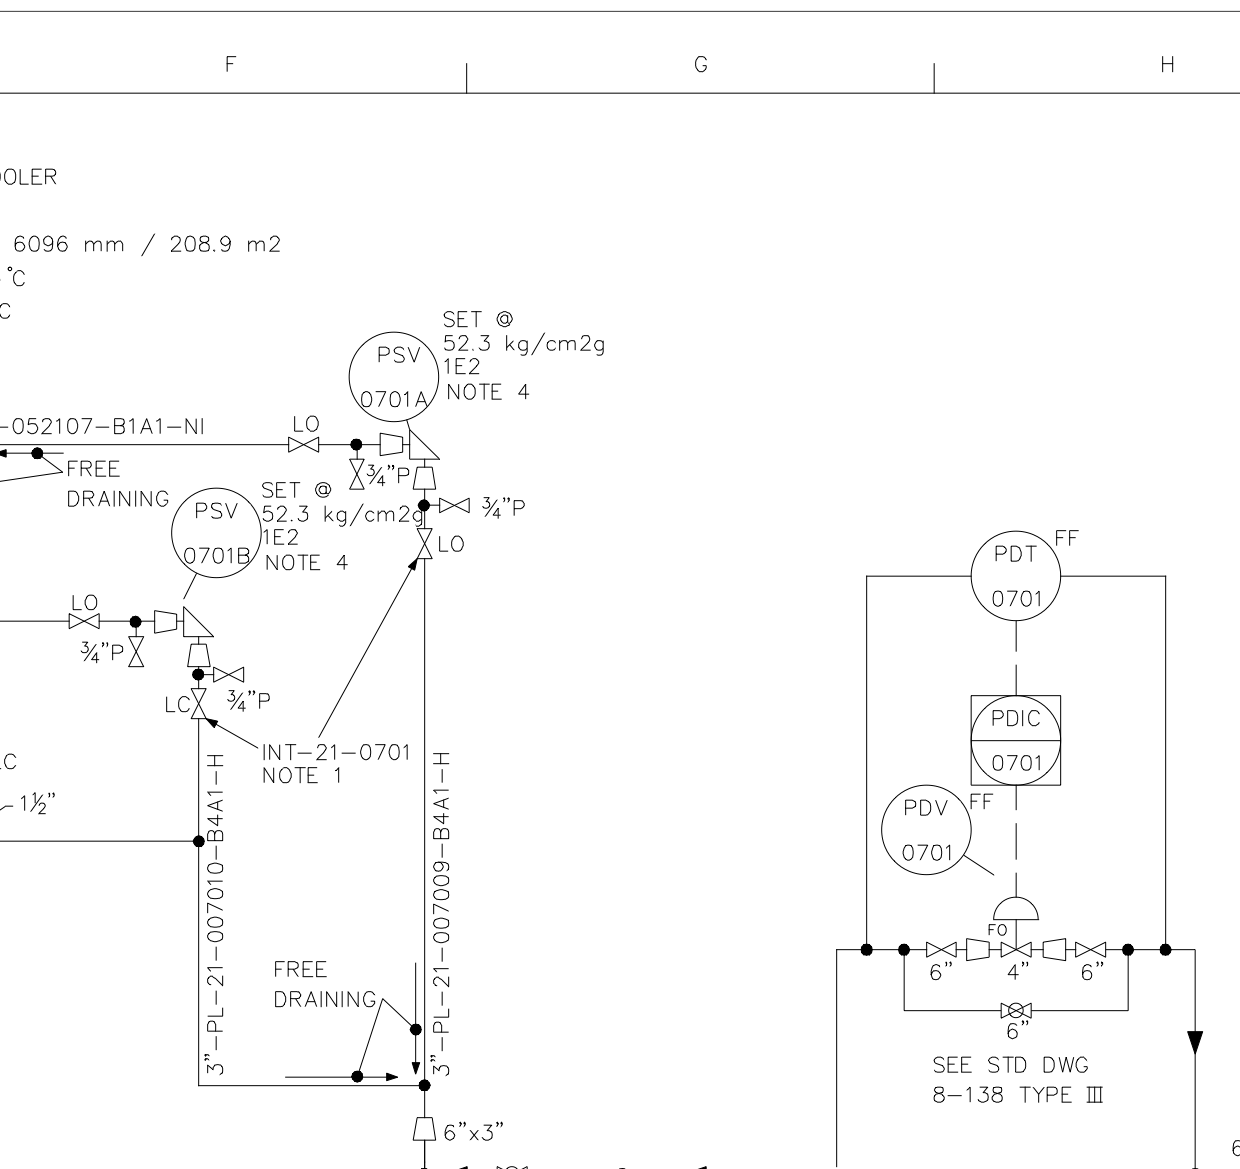 F
G
H
OOLER
6096 mm / 208.9 m2
°C
C
SET @
52.3 kg/cm2g
1E2
NOTE 4
PSV
0701A
-052107-B1A1-NI
LO
FREE
DRAINING
¾"P
SET @
52.3 kg/cm2g
1E2
NOTE 4
PSV
0701B
¾"P
LO
LO
¾"P
¾"P
LC
INT-21-0701
NOTE 1
LC
1½"
3"-PL-21-007010-B4A1-H
3"-PL-21-007009-B4A1-H
FREE
DRAINING
6"x3"
PDT
0701
FF
PDIC
0701
PDV
0701
FF
FO
6"
4"
6"
6"
SEE STD DWG
8-138 TYPE III
6